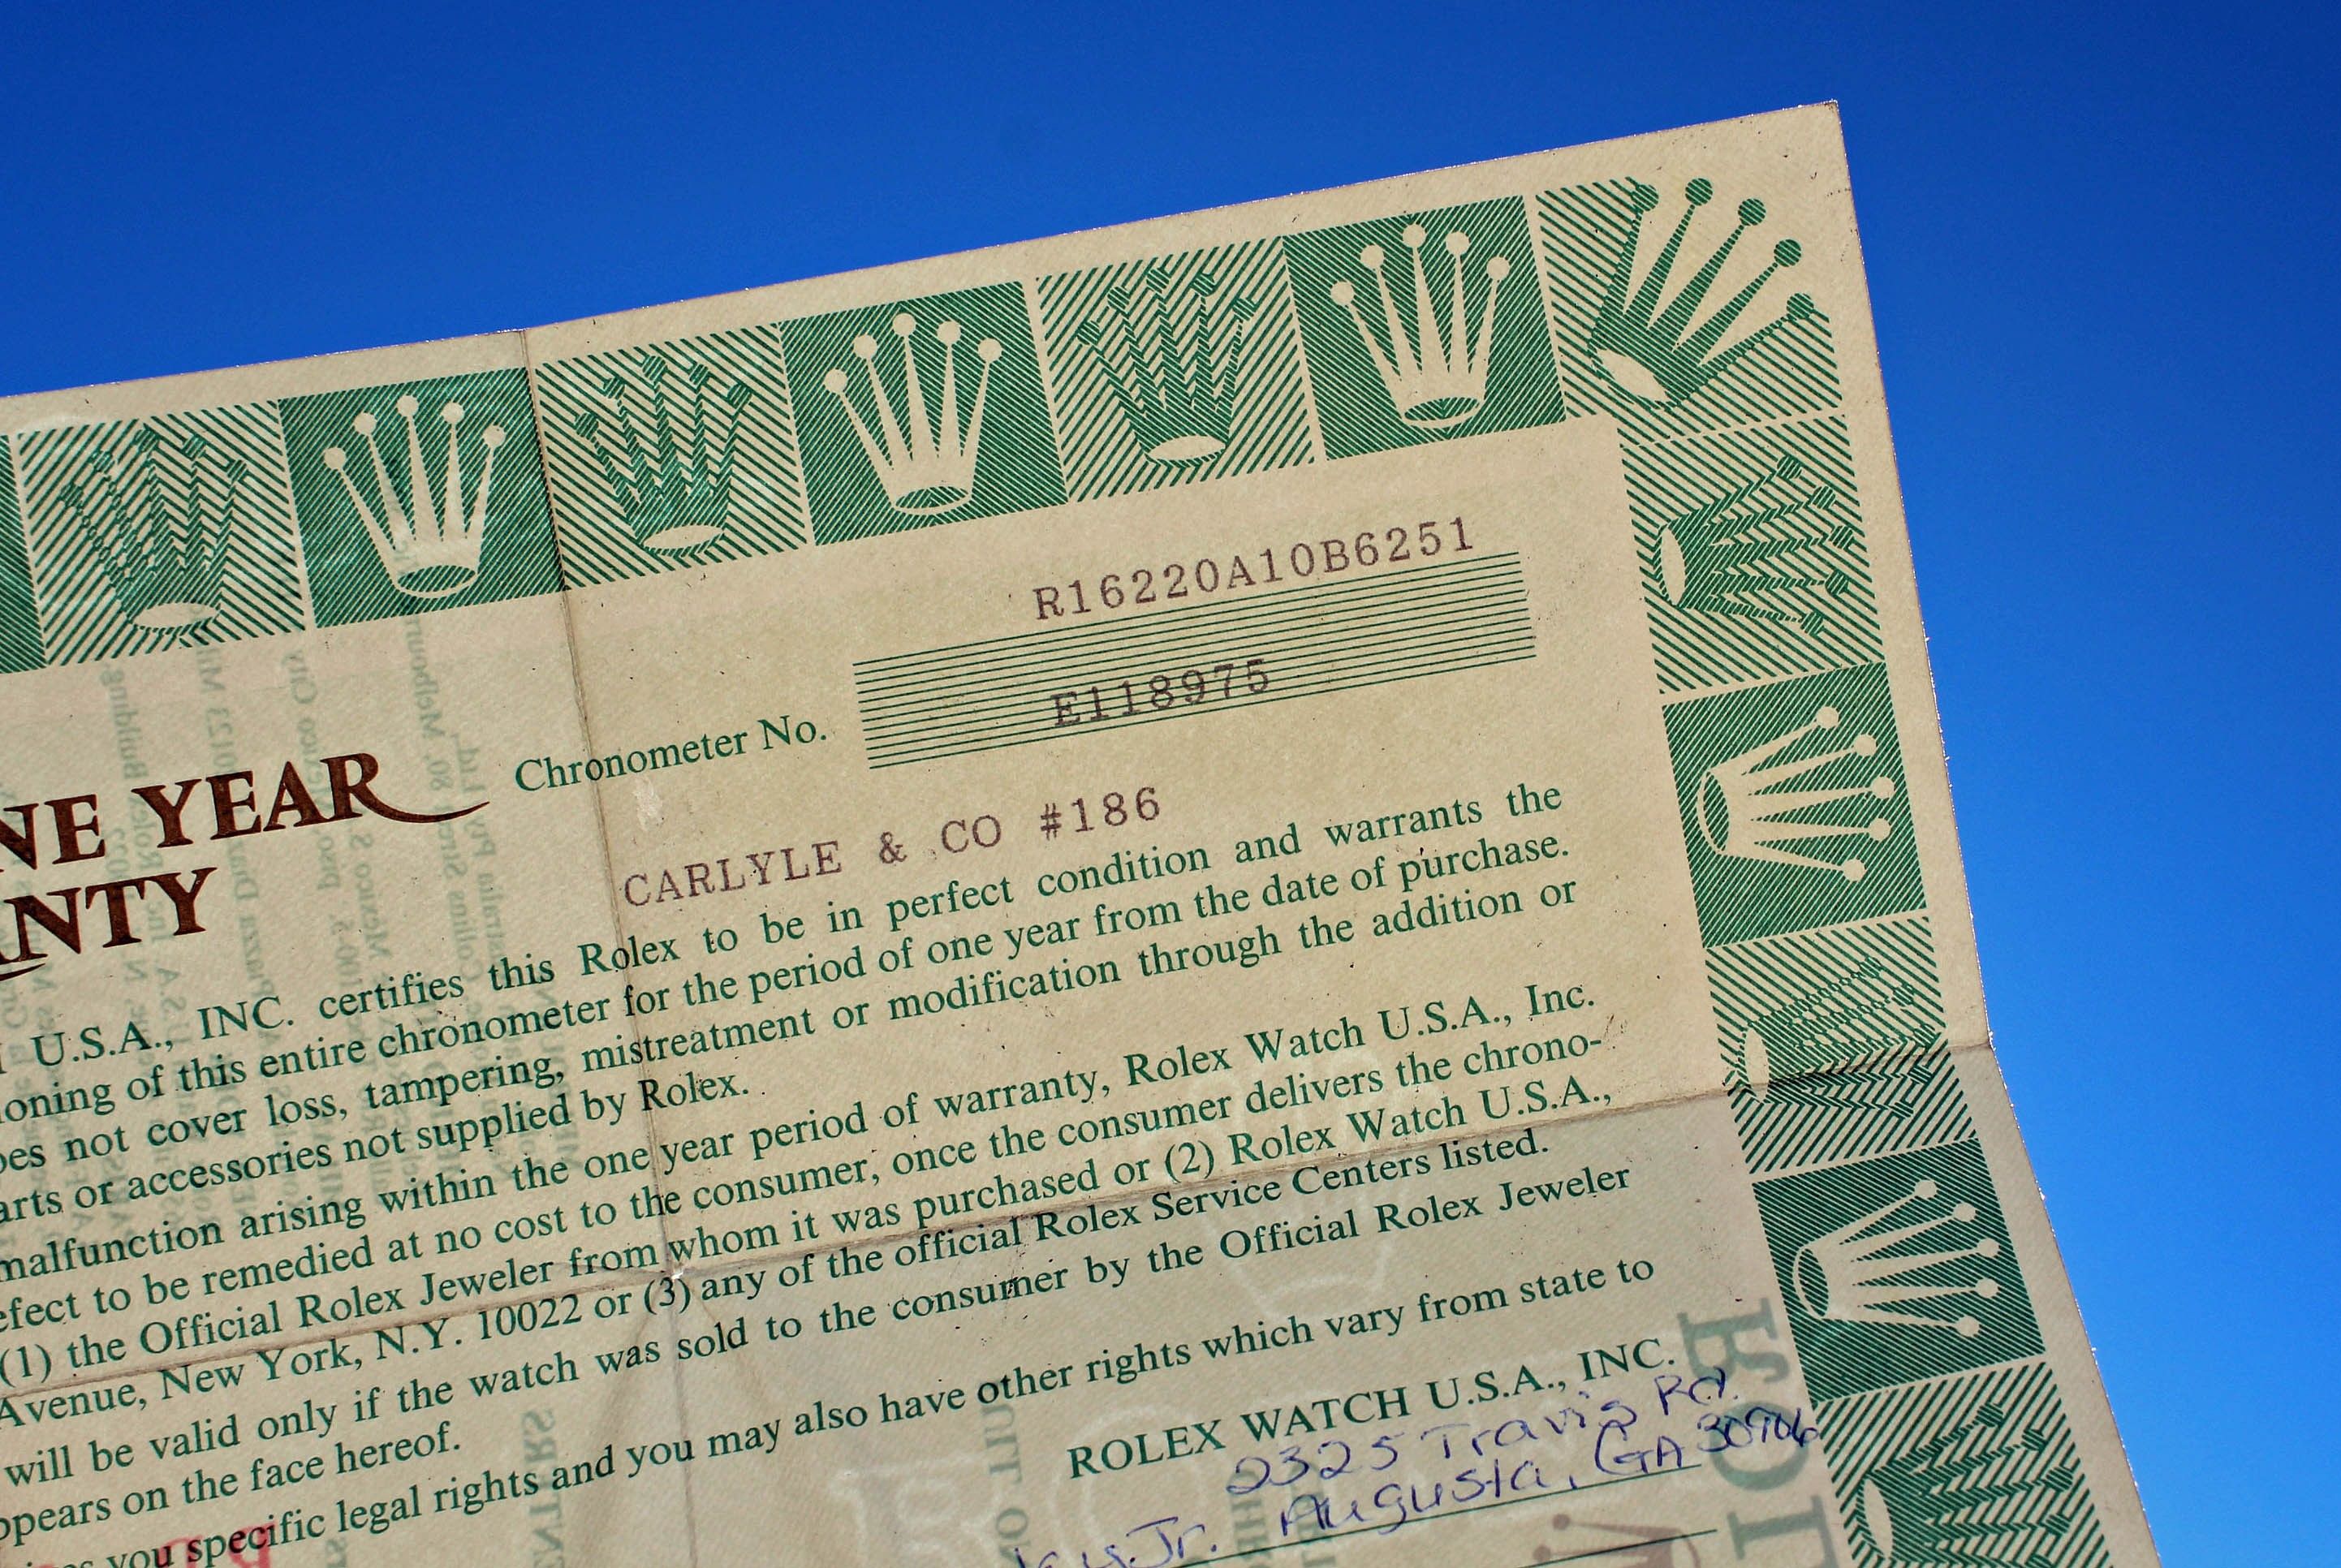 R16220A10B6251
E118975
Chronometer No.
NE YEAR
NTY
CARLYLE & CO #186
U.S.A., INC. certifies this Rolex to be in perfect condition and warrants the
oning of this entire chronometer for the period of one year from the date of purchase.
oes not cover loss, tampering, mistreatment or modification through the addition or
arts or accessories not supplied by Rolex.
malfunction arising within the one year period of warranty, Rolex Watch U.S.A., Inc.
efect to be remedied at no cost to the consumer, once the consumer delivers the chrono-
(1) the Official Rolex Jeweler from whom it was purchased or (2) Rolex Watch U.S.A.,
Avenue, New York, N.Y. 10022 or (3) any of the official Rolex Service Centers listed.
will be valid only if the watch was sold to the consumer by the Official Rolex Jeweler
ppears on the face hereof.
you specific legal rights and you may also have other rights which vary from state to
ROLEX WATCH U.S.A., INC.
2325 Travis Rd.
Jr. Augusta, GA 30906